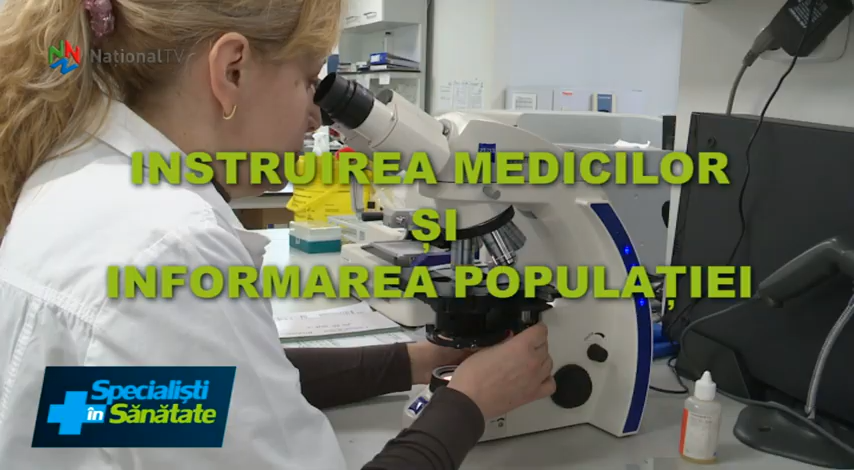 NationalTV
INSTRUIREA MEDICILOR
ȘI
INFORMAREA POPULAȚIEI
Specialiști
în Sănătate